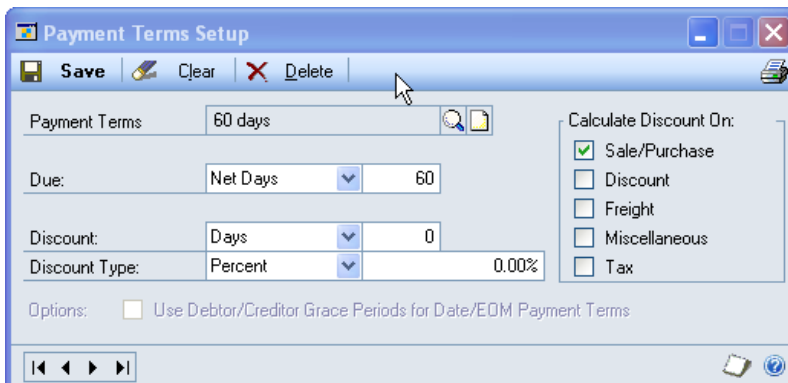 Payment Terms Setup
Save Clear Delete
Payment Terms 60 days
Calculate Discount On:
Sale/Purchase
Due: Net Days 60
Discount
Freight
Discount: Days 0
Miscellaneous
Discount Type: Percent 0.00%
Tax
Options: Use Debtor/Creditor Grace Periods for Date/EOM Payment Terms